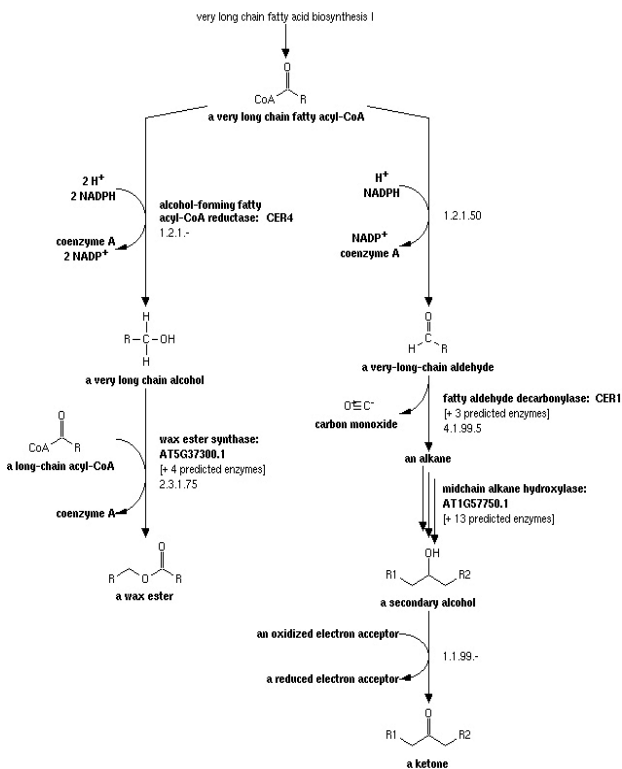 very long chain fatty acid biosynthesis I
O
CoA R
a very long chain fatty acyl-CoA
2 H+
2 NADPH
alcohol-forming fatty
acyl-CoA reductase: CER4
1.2.1.-
coenzyme A
2 NADP+
H+
NADPH
1.2.1.50
NADP+
coenzyme A
H
R-C-OH
H
a very long chain alcohol
O
H C R
a very-long-chain aldehyde
O
CoA R
a long-chain acyl-CoA
wax ester synthase:
AT5G37300.1
[+ 4 predicted enzymes]
2.3.1.75
coenzyme A
O
R O R
a wax ester
O+≡C-
carbon monoxide
fatty aldehyde decarbonylase: CER1
[+ 3 predicted enzymes]
4.1.99.5
an alkane
midchain alkane hydroxylase:
AT1G57750.1
[+ 13 predicted enzymes]
OH
R1 R2
a secondary alcohol
an oxidized electron acceptor
1.1.99.-
a reduced electron acceptor
O
R1 R2
a ketone